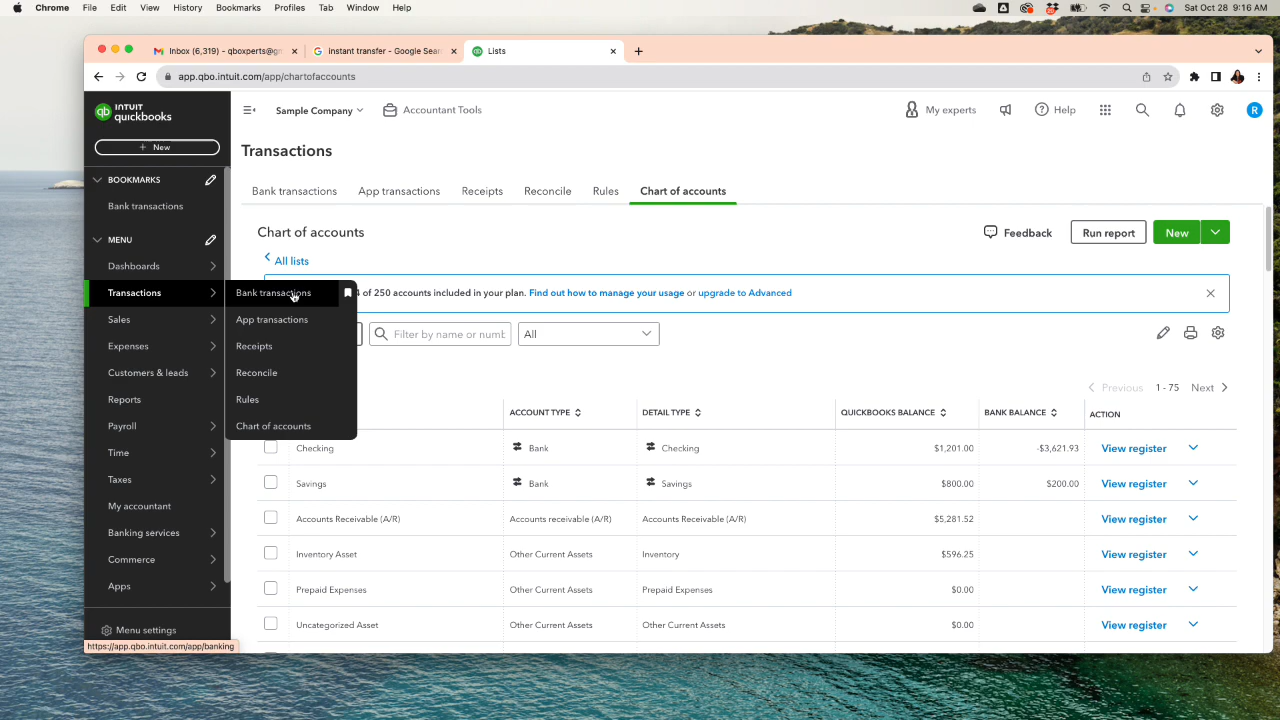 Chrome File Edit View History Bookmarks Profiles Tab Window Help Sat Oct 28 9:16 AM
Inbox (6,319) - qboxperts@gm instant transfer - Google Sear Lists
app.qbo.intuit.com/app/chartofaccounts
INTUIT
quickbooks
Sample Company Accountant Tools My experts Help R
+ New
Transactions
BOOKMARKS
Bank transactions
MENU
Dashboards
Transactions
Sales
Expenses
Customers & leads
Reports
Payroll
Time
Taxes
My accountant
Banking services
Commerce
Apps
Menu settings
https://app.qbo.intuit.com/app/banking
Bank transactions
App transactions
Receipts
Reconcile
Rules
Chart of accounts
Bank transactions App transactions Receipts Reconcile Rules Chart of accounts
Chart of accounts Feedback Run report New
All lists
of 250 accounts included in your plan. Find out how to manage your usage or upgrade to Advanced
Filter by name or numb All
Previous 1 - 75 Next
ACCOUNT TYPE DETAIL TYPE QUICKBOOKS BALANCE BANK BALANCE ACTION
Checking Bank Checking $1,201.00 -$3,621.93 View register
Savings Bank Savings $800.00 $200.00 View register
Accounts Receivable (A/R) Accounts receivable (A/R) Accounts Receivable (A/R) $5,281.52 View register
Inventory Asset Other Current Assets Inventory $596.25 View register
Prepaid Expenses Other Current Assets Prepaid Expenses $0.00 View register
Uncategorized Asset Other Current Assets Other Current Assets $0.00 View register